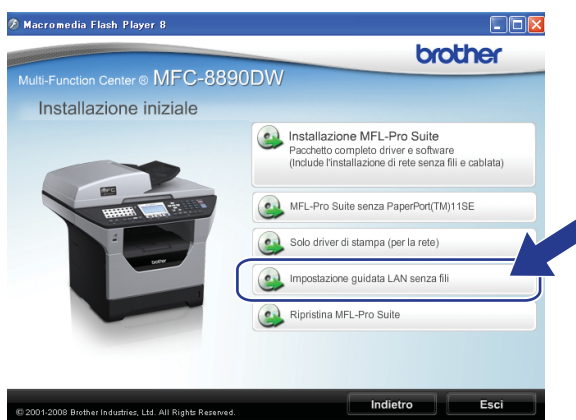 Macromedia Flash Player 8
brother
Multi-Function Center ® MFC-8890DW
Installazione iniziale
Installazione MFL-Pro Suite
Pacchetto completo driver e software
(Include l'installazione di rete senza fili e cablata)
MFL-Pro Suite senza PaperPort(TM)11SE
Solo driver di stampa (per la rete)
Impostazione guidata LAN senza fili
Ripristina MFL-Pro Suite
Indietro
Esci
© 2001-2008 Brother Industries, Ltd. All Rights Reserved.